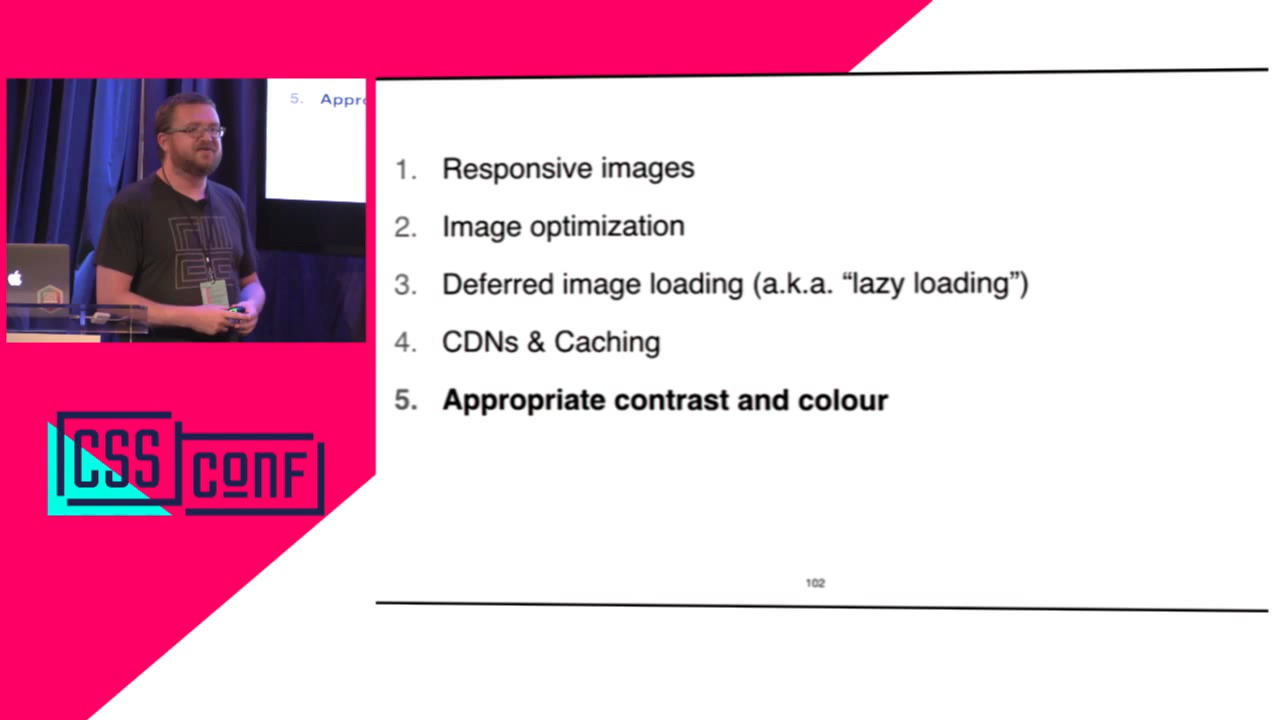 5. Appro
1. Responsive images
2. Image optimization
3. Deferred image loading (a.k.a. “lazy loading”)
4. CDNs & Caching
5. Appropriate contrast and colour
102
CSS
CONF